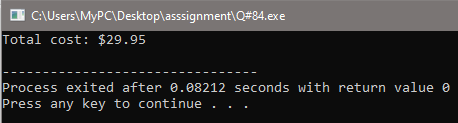 C:\Users\MyPC\Desktop\asssignment\Q#84.exe
Total cost: $29.95
--------------------------------
Process exited after 0.08212 seconds with return value 0
Press any key to continue . . .